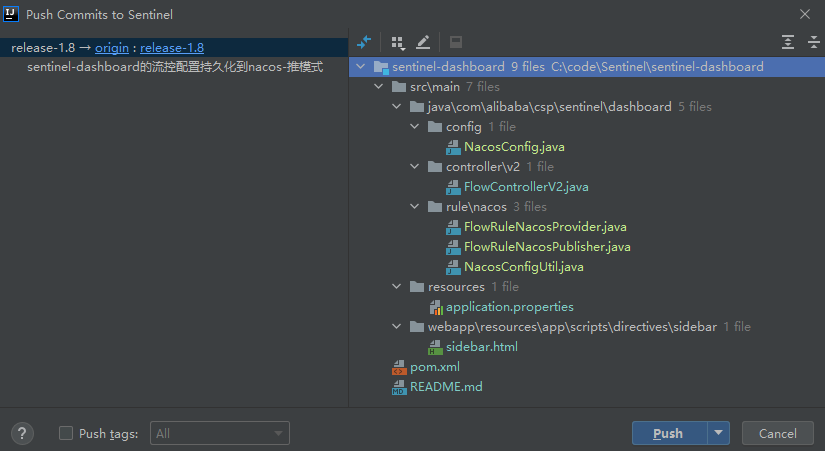 Push Commits to Sentinel
release-1.8 → origin : release-1.8
sentinel-dashboard的流控配置持久化到nacos-推模式
sentinel-dashboard 9 files C:\code\Sentinel\sentinel-dashboard
src\main 7 files
java\com\alibaba\csp\sentinel\dashboard 5 files
config 1 file
NacosConfig.java
controller\v2 1 file
FlowControllerV2.java
rule\nacos 3 files
FlowRuleNacosProvider.java
FlowRuleNacosPublisher.java
NacosConfigUtil.java
resources 1 file
application.properties
webapp\resources\app\scripts\directives\sidebar 1 file
sidebar.html
pom.xml
README.md
? Push tags: All Push Cancel